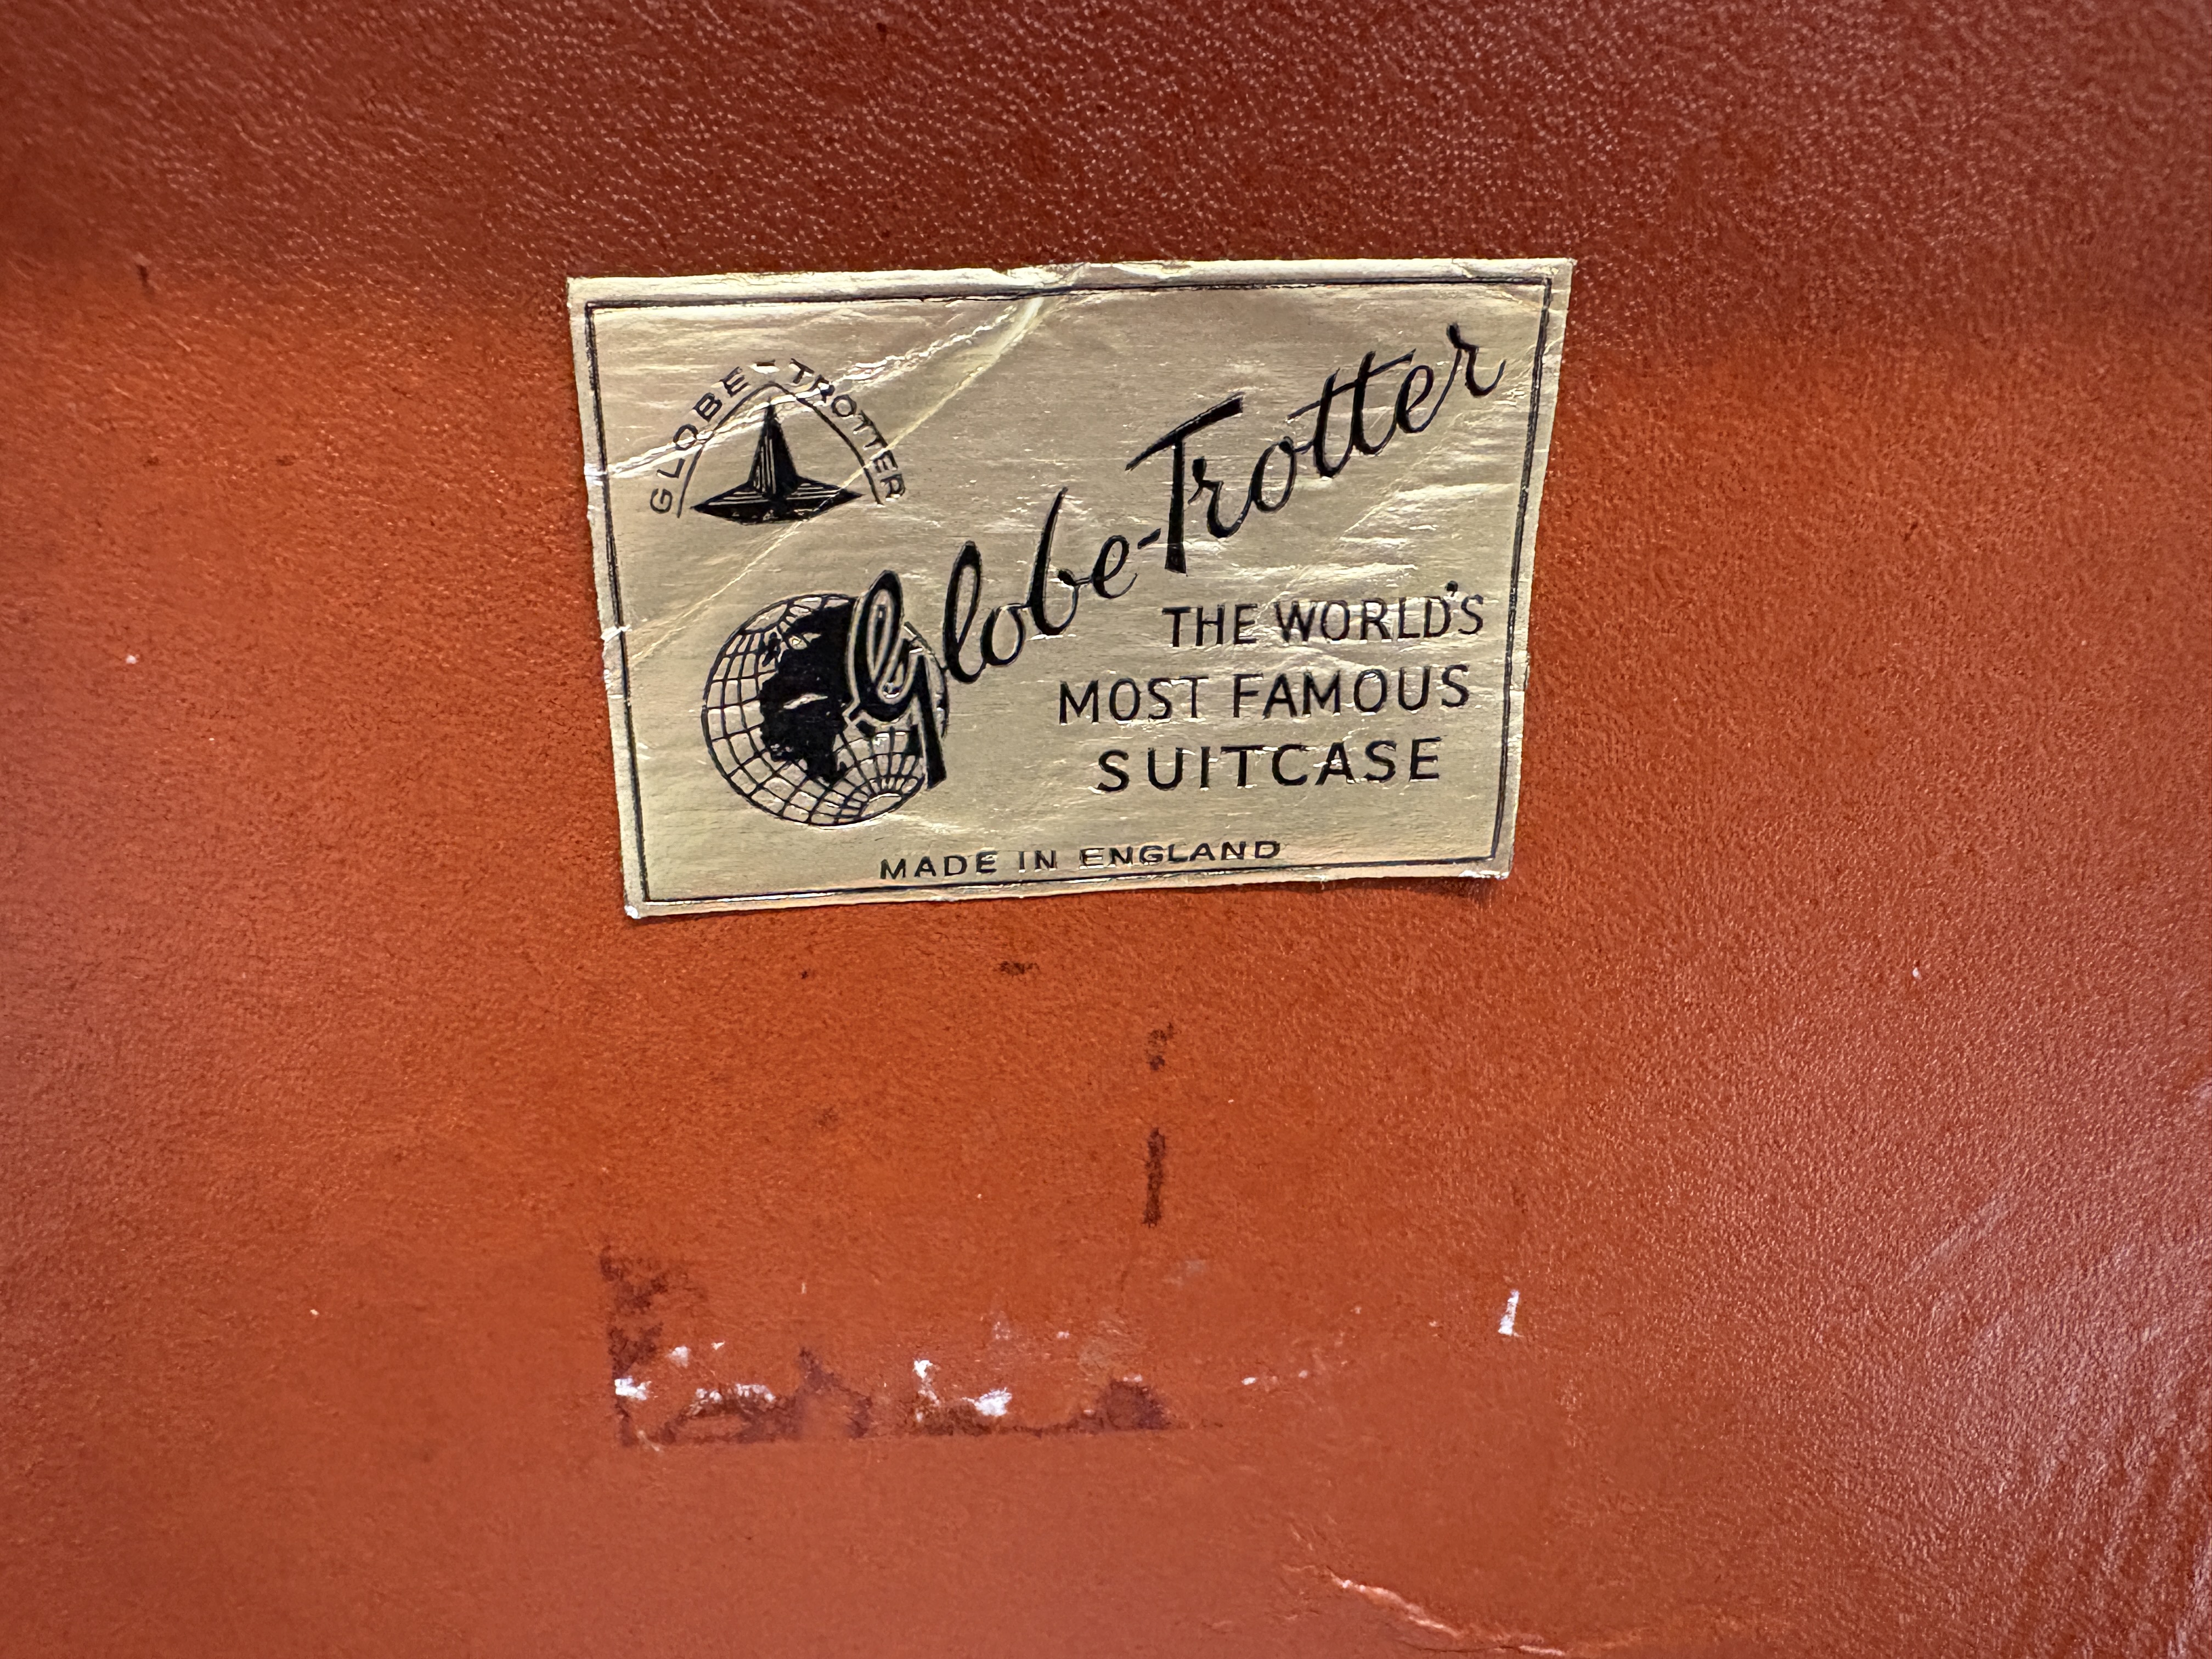 GLOBE-TROTTER
Globe-Trotter
THE WORLD'S
MOST FAMOUS
SUITCASE
MADE IN ENGLAND